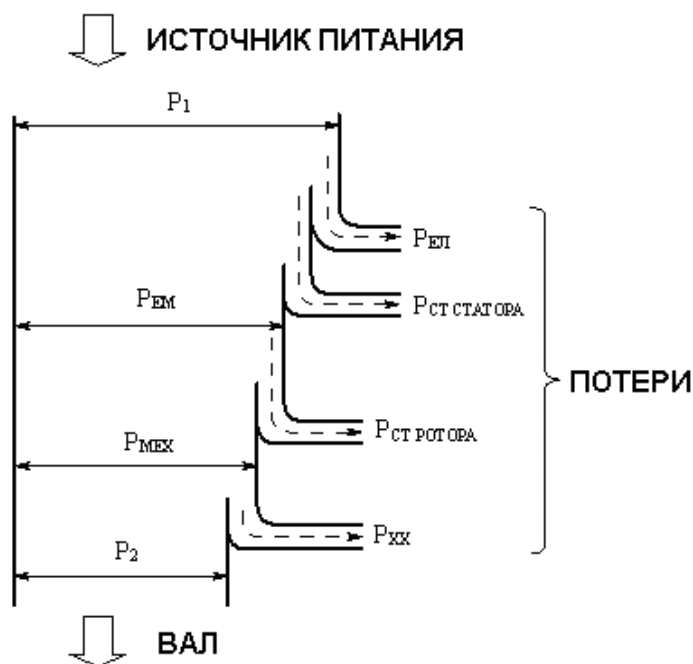 ИСТОЧНИК ПИТАНИЯ
P1
PЕЛ
PСТ СТАТОРА
PЕМ
ПОТЕРИ
PСТ РОТОРА
PМЕХ
PХХ
P2
ВАЛ